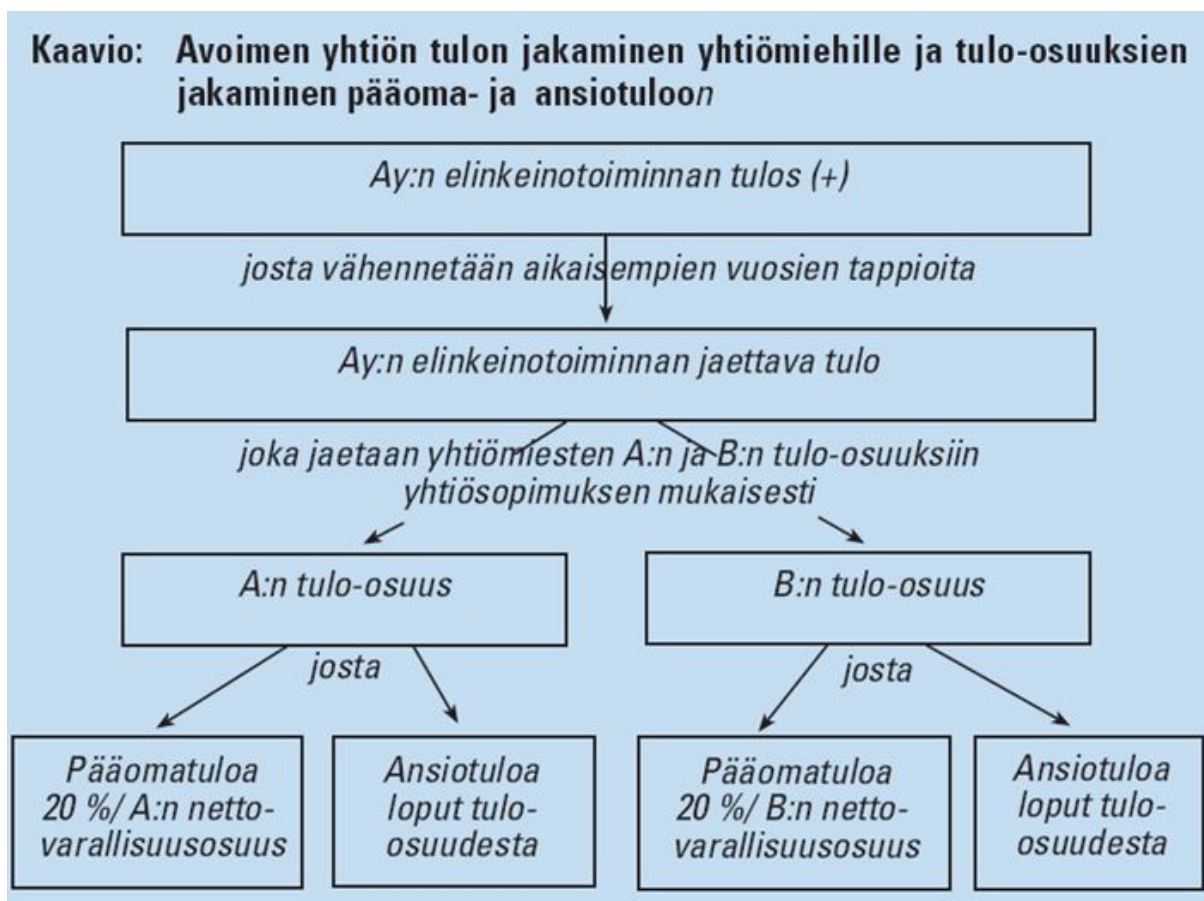 Kaavio: Avoimen yhtiön tulon jakaminen yhtiömiehille ja tulo-osuuksien
jakaminen pääoma- ja ansiotuloon
Ay:n elinkeinotoiminnan tulos (+)
josta vähennetään aikaisempien vuosien tappioita
Ay:n elinkeinotoiminnan jaettava tulo
joka jaetaan yhtiömiesten A:n ja B:n tulo-osuuksiin
yhtiösopimuksen mukaisesti
A:n tulo-osuus
B:n tulo-osuus
josta
josta
Pääomatuloa
20 %/ A:n netto-
varallisuusosuus
Ansiotuloa
loput tulo-
osuudesta
Pääomatuloa
20 %/ B:n netto-
varallisuusosuus
Ansiotuloa
loput tulo-
osuudesta